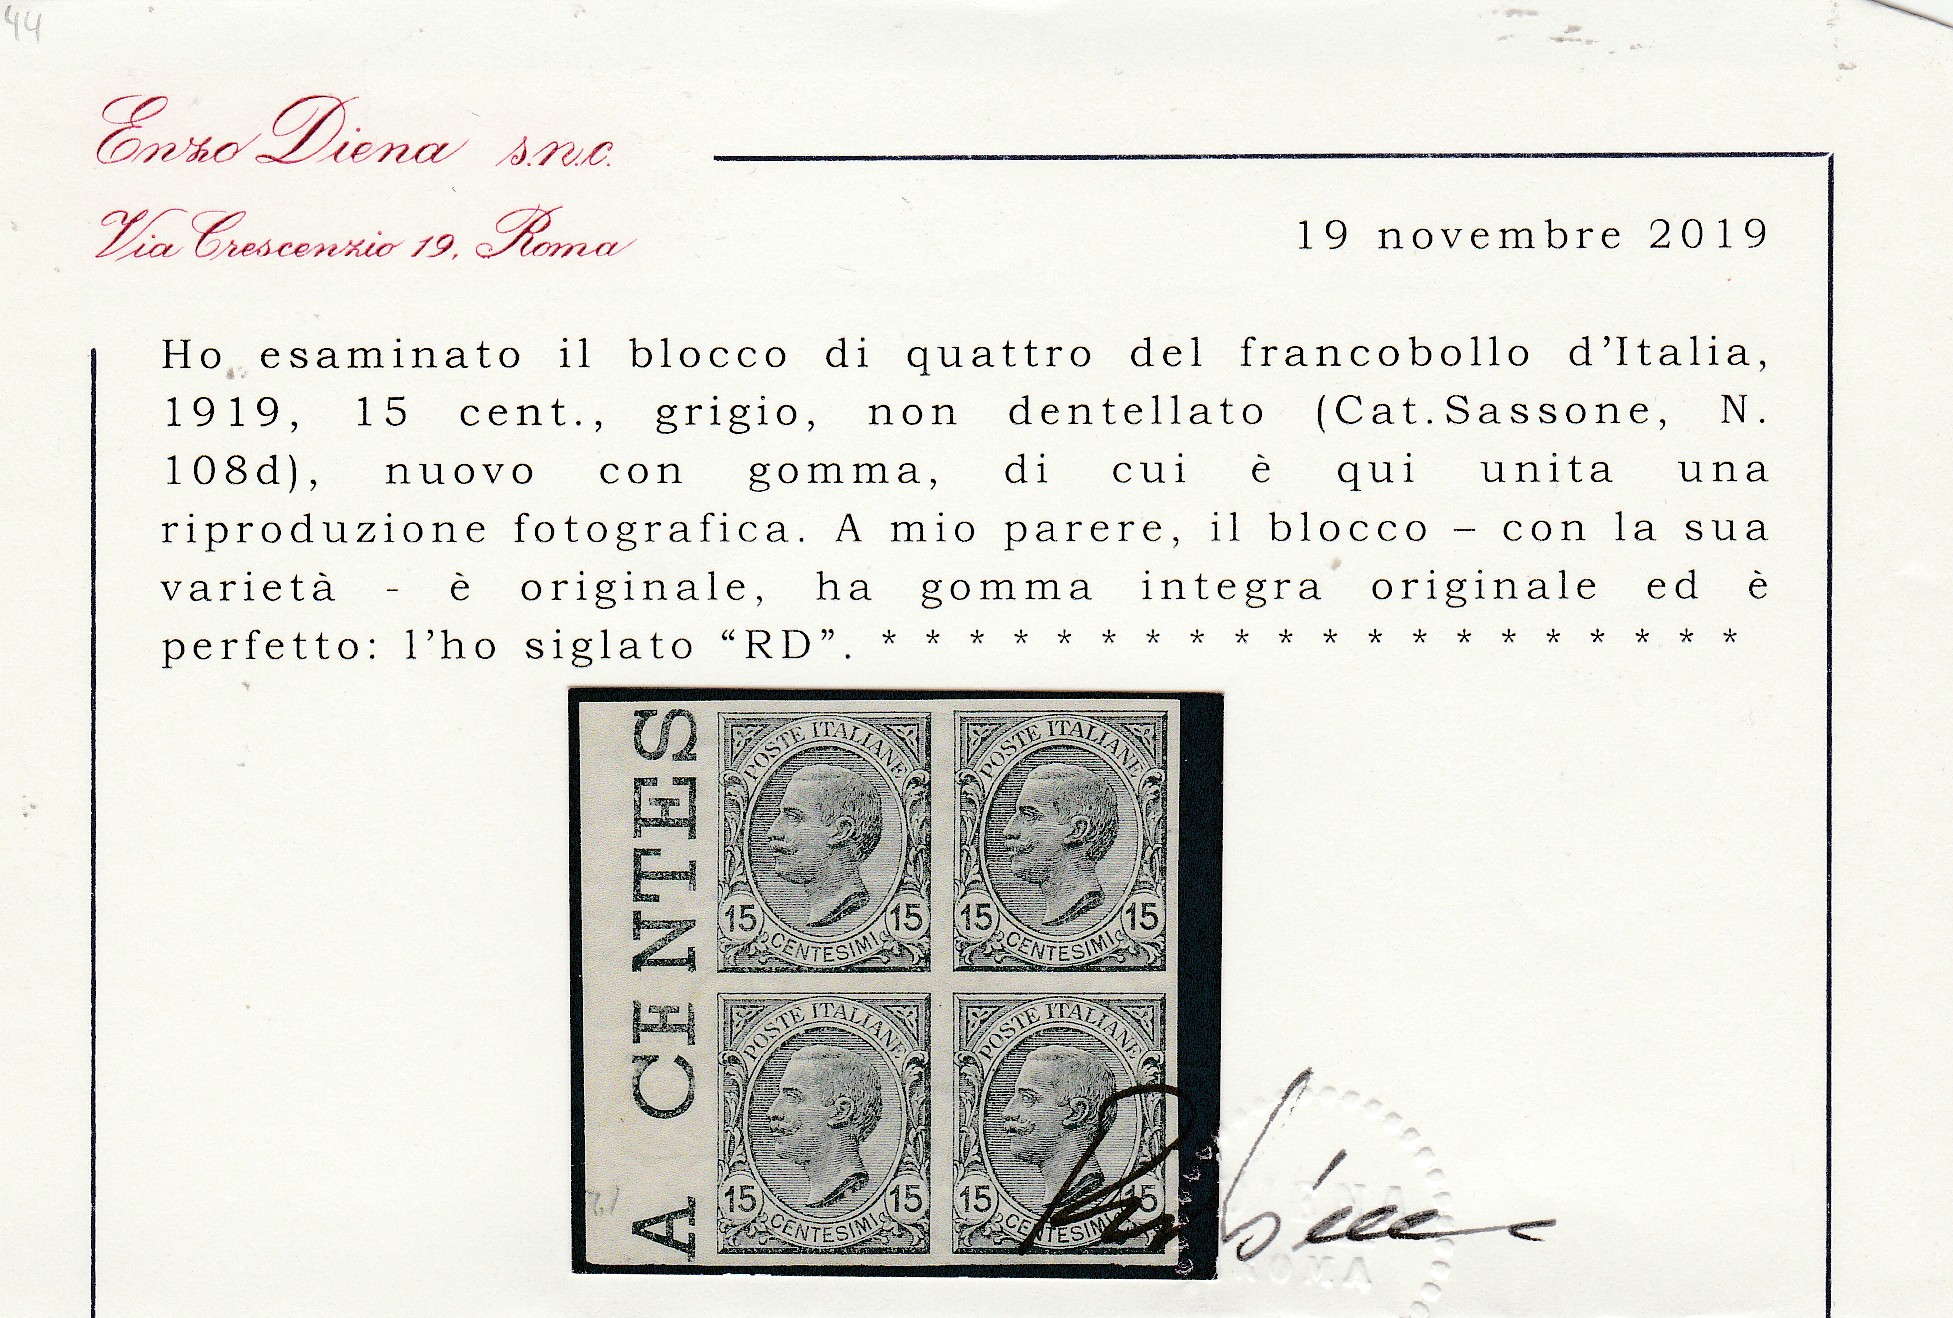 44
Enzo Diena s.n.c.
Via Crescenzio 19, Roma
19 novembre 2019
Ho esaminato il blocco di quattro del francobollo d’Italia,
1919, 15 cent., grigio, non dentellato (Cat.Sassone, N.
108d), nuovo con gomma, di cui è qui unita una
riproduzione fotografica. A mio parere, il blocco – con la sua
varietà - è originale, ha gomma integra originale ed è
perfetto: l’ho siglato “RD”. * * * * * * * * * * * * * * * * * * * *
A CENTES
POSTE ITALIANE
15 15
CENTESIMI
POSTE ITALIANE
15 15
CENTESIMI
POSTE ITALIANE
15 15
CENTESIMI
POSTE ITALIANE
15 15
CENTESIMI